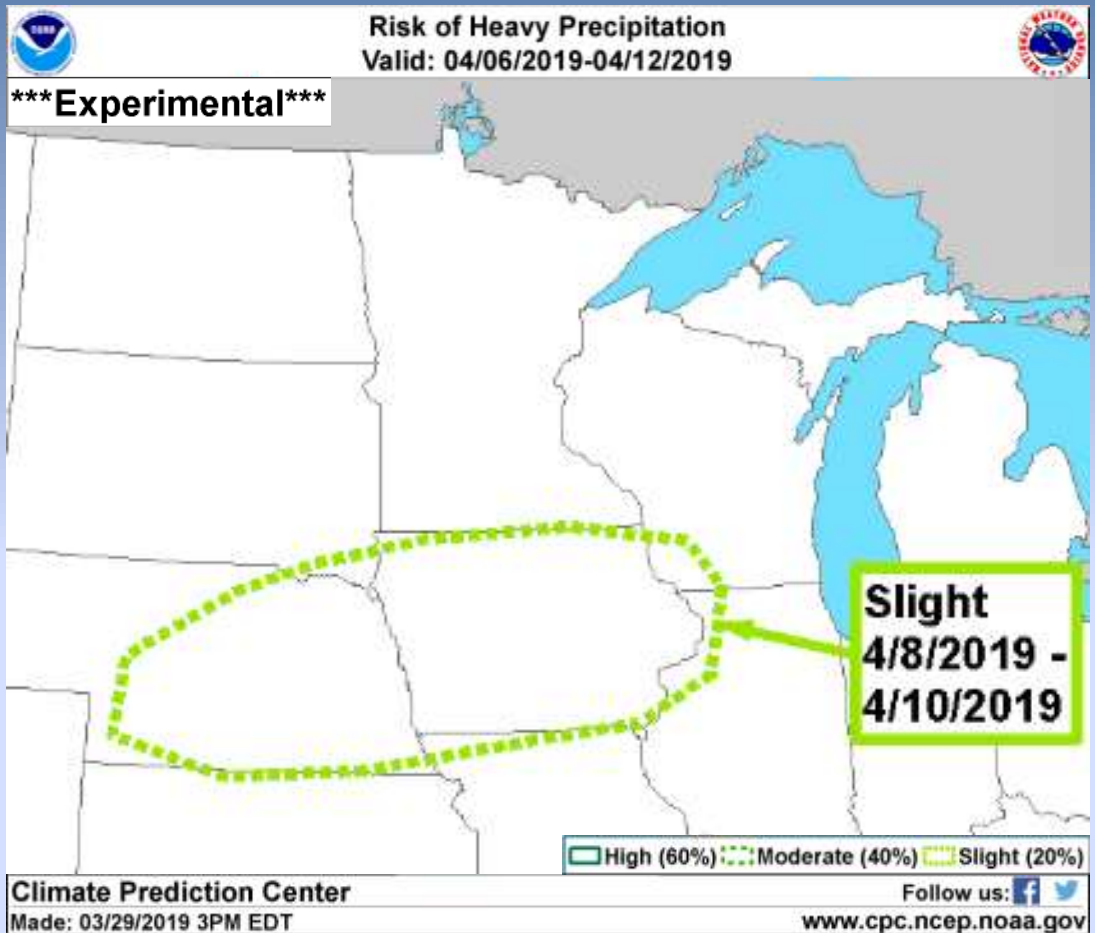 Risk of Heavy Precipitation
Valid: 04/06/2019-04/12/2019
***Experimental***
Slight
4/8/2019 -
4/10/2019
High (60%) Moderate (40%) Slight (20%)
Climate Prediction Center
Follow us:
Made: 03/29/2019 3PM EDT
www.cpc.ncep.noaa.gov